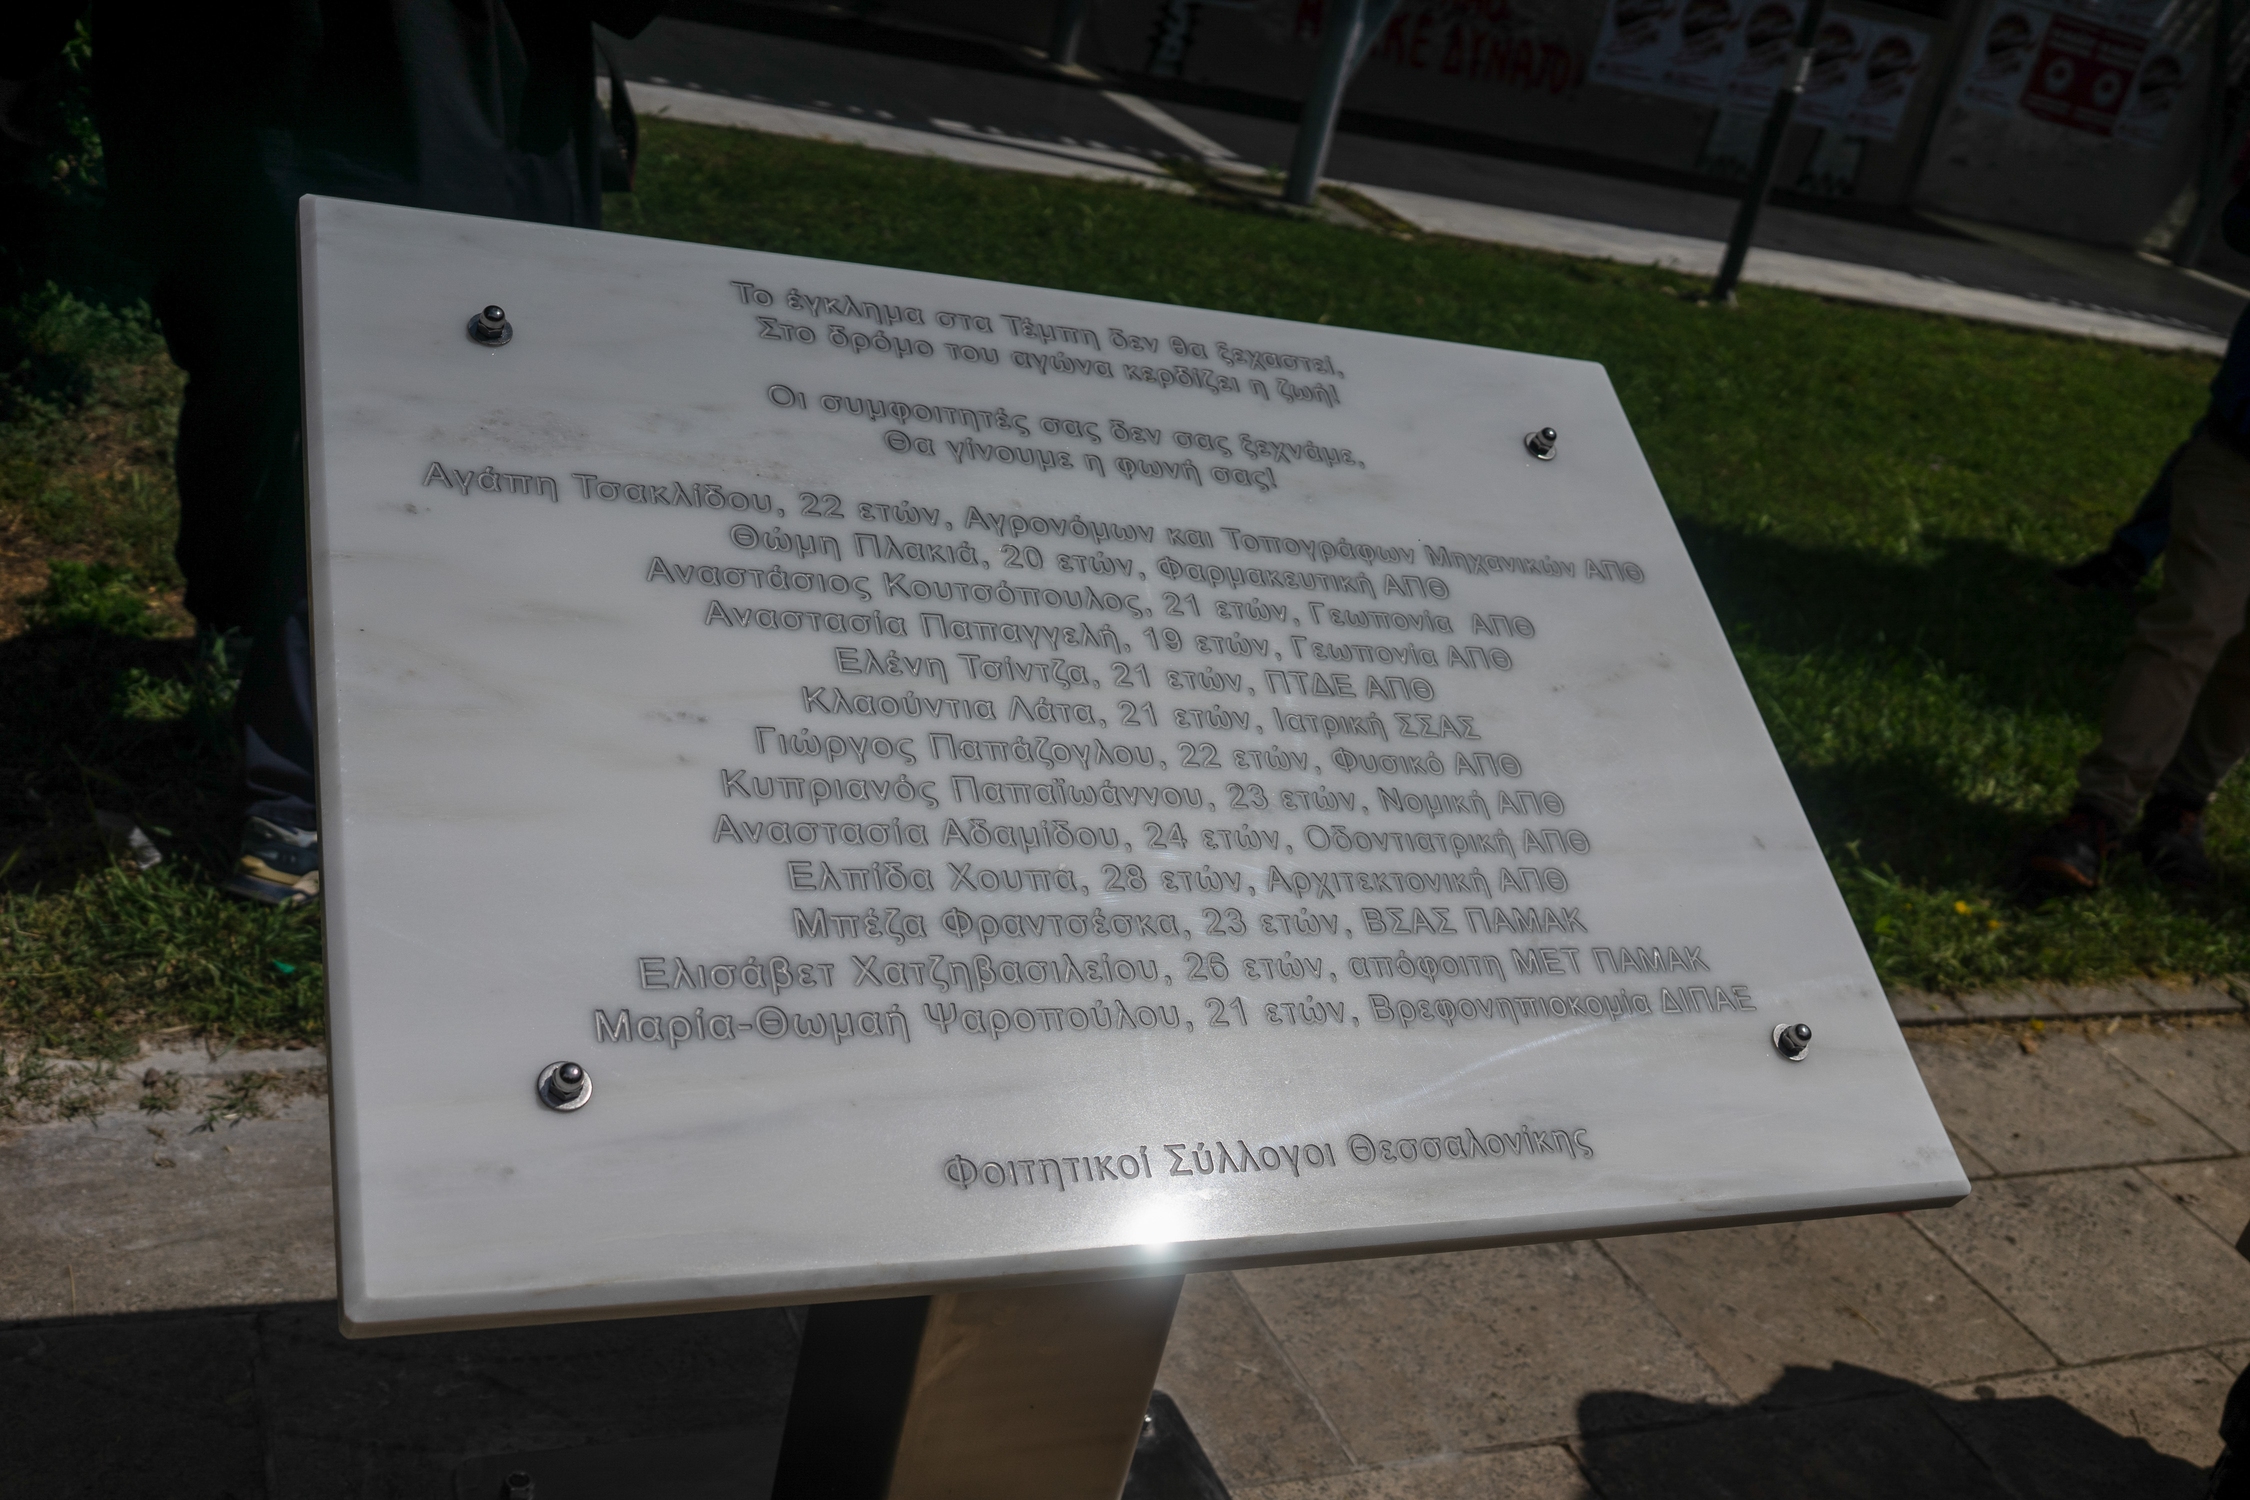 Το έγκλημα στα Τέμπη δεν θα ξεχαστεί,
Στο δρόμο του αγώνα κερδίζει η ζωή!
Οι συμφοιτητές σας δεν σας ξεχνάμε,
Θα γίνουμε η φωνή σας!
Αγάπη Τσακλίδου, 22 ετών, Αγρονόμων και Τοπογράφων Μηχανικών ΑΠΘ
Θώμη Πλακιά, 20 ετών, Φαρμακευτική ΑΠΘ
Αναστάσιος Κουτσόπουλος, 21 ετών, Γεωπονία ΑΠΘ
Αναστασία Παπαγγελή, 19 ετών, Γεωπονία ΑΠΘ
Ελένη Τσίντζα, 21 ετών, ΠΤΔΕ ΑΠΘ
Κλαούντια Λάτα, 21 ετών, Ιατρική ΣΣΑΣ
Γιώργος Παπάζογλου, 22 ετών, Φυσικό ΑΠΘ
Κυπριανός Παπαϊωάννου, 23 ετών, Νομική ΑΠΘ
Αναστασία Αδαμίδου, 24 ετών, Οδοντιατρική ΑΠΘ
Ελπίδα Χουπα, 28 ετών, Αρχιτεκτονική ΑΠΘ
Μπέζα Φραντσέσκα, 23 ετών, ΒΣΑΣ ΠΑΜΑΚ
Ελισάβετ Χατζηβασιλείου, 26 ετών, απόφοιτη ΜΕΤ ΠΑΜΑΚ
Μαρία-Θωμαή Ψαροπούλου, 21 ετών, Βρεφονηπιοκομία ΔΙΠΑΕ
Φοιτητικοί Σύλλογοι Θεσσαλονίκης